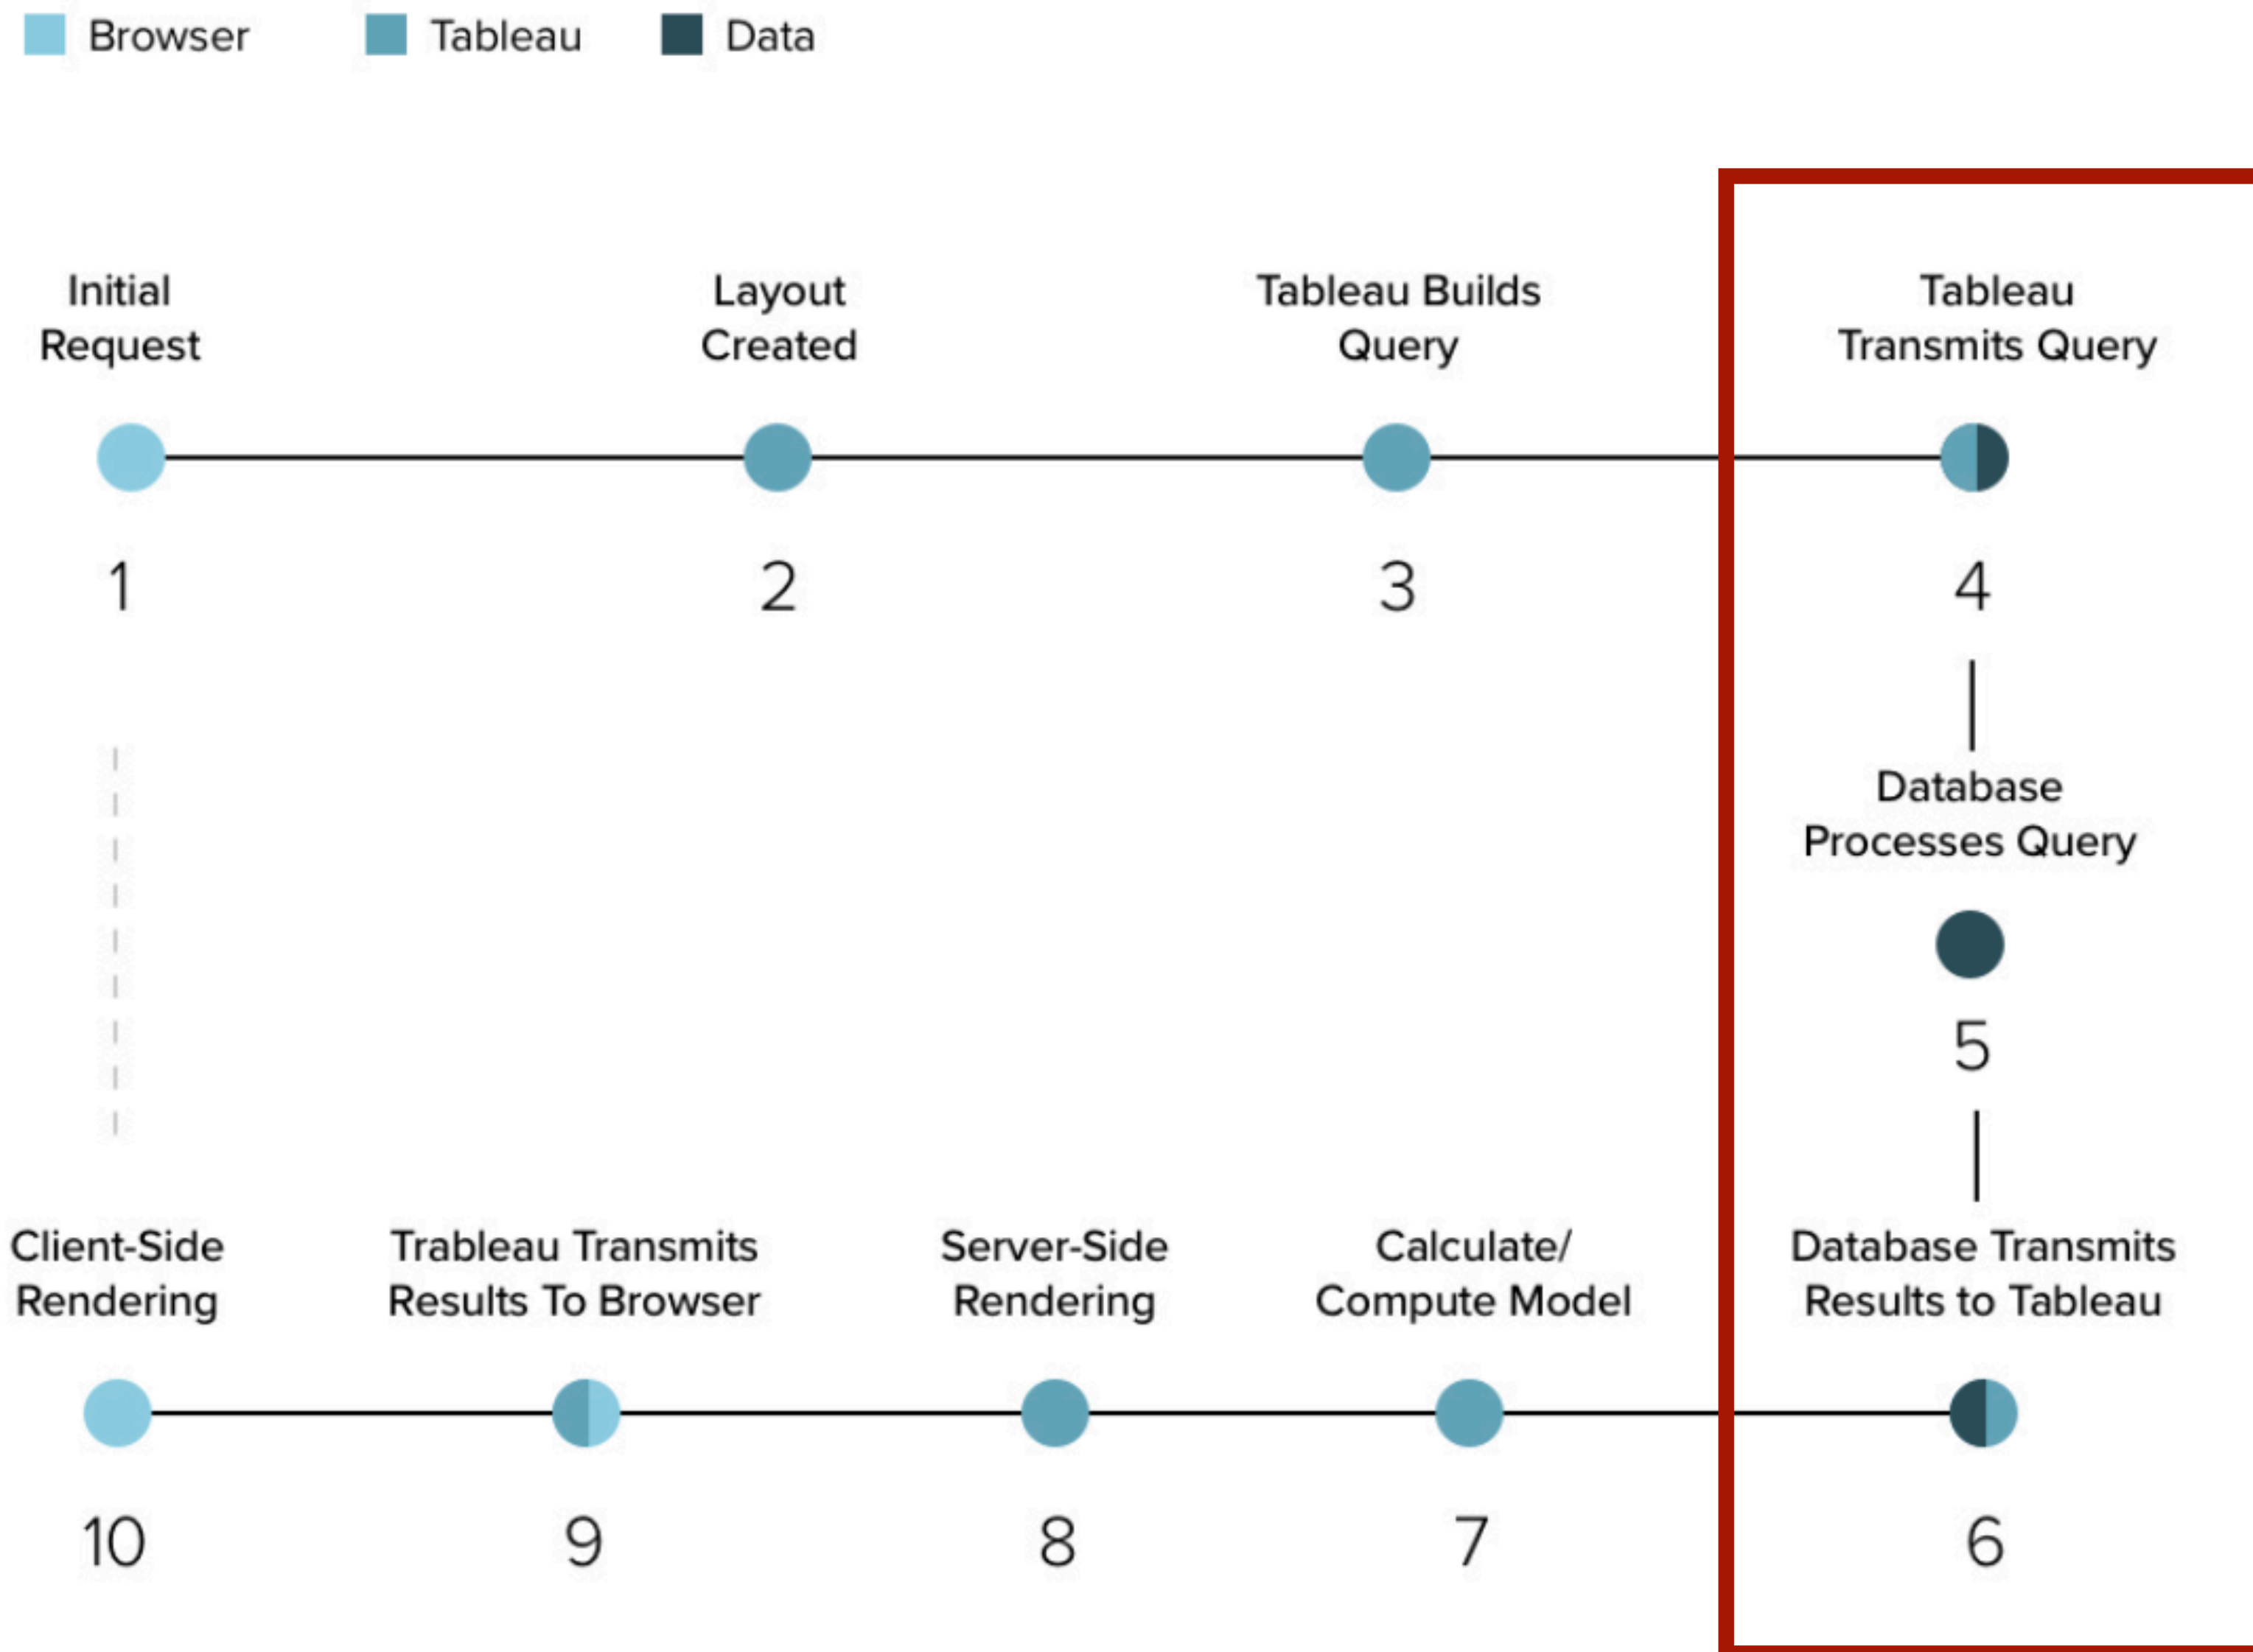 Browser
Tableau
Data
Initial
Request
Layout
Created
Tableau Builds
Query
Tableau
Transmits Query
1
2
3
4
Database
Processes Query
5
Client-Side
Rendering
Trableau Transmits
Results To Browser
Server-Side
Rendering
Calculate/
Compute Model
Database Transmits
Results to Tableau
10
9
8
7
6